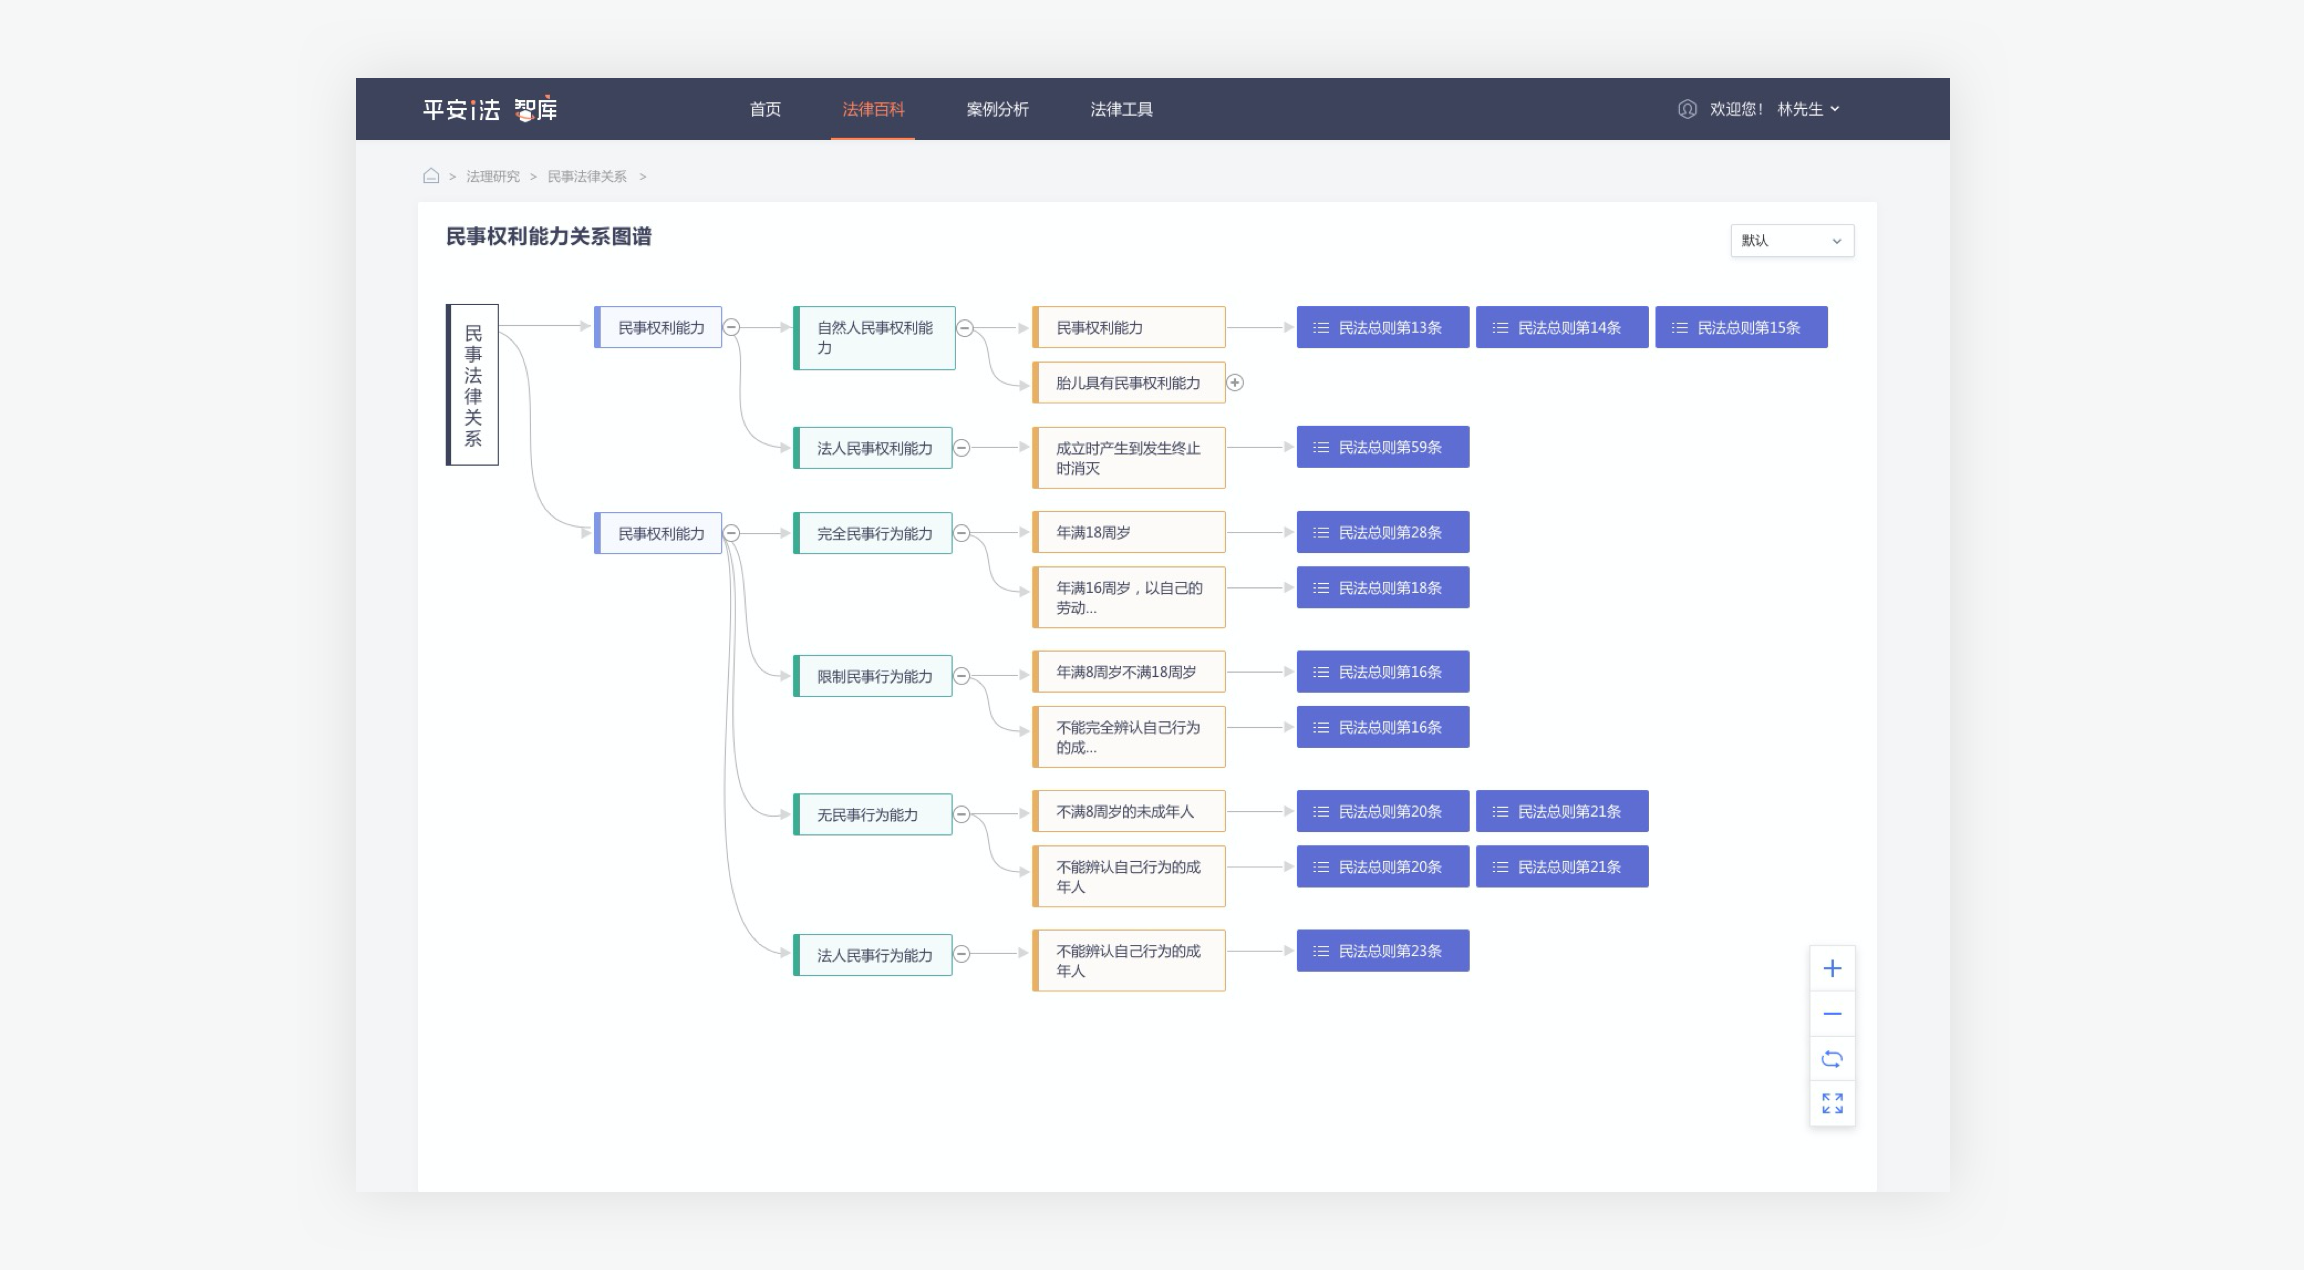 平安i法 智库
首页
法律百科
案例分析
法律工具
欢迎您！ 林先生
> 法理研究 > 民事法律关系 >
民事权利能力关系图谱
默认
民事法律关系
民事权利能力
自然人民事权利能
力
民事权利能力
民法总则第13条
民法总则第14条
民法总则第15条
胎儿具有民事权利能力
法人民事权利能力
成立时产生到发生终止
时消灭
民法总则第59条
民事权利能力
完全民事行为能力
年满18周岁
民法总则第28条
年满16周岁，以自己的
劳动...
民法总则第18条
限制民事行为能力
年满8周岁不满18周岁
民法总则第16条
不能完全辨认自己行为
的成...
民法总则第16条
无民事行为能力
不满8周岁的未成年人
民法总则第20条
民法总则第21条
不能辨认自己行为的成
年人
民法总则第20条
民法总则第21条
法人民事行为能力
不能辨认自己行为的成
年人
民法总则第23条